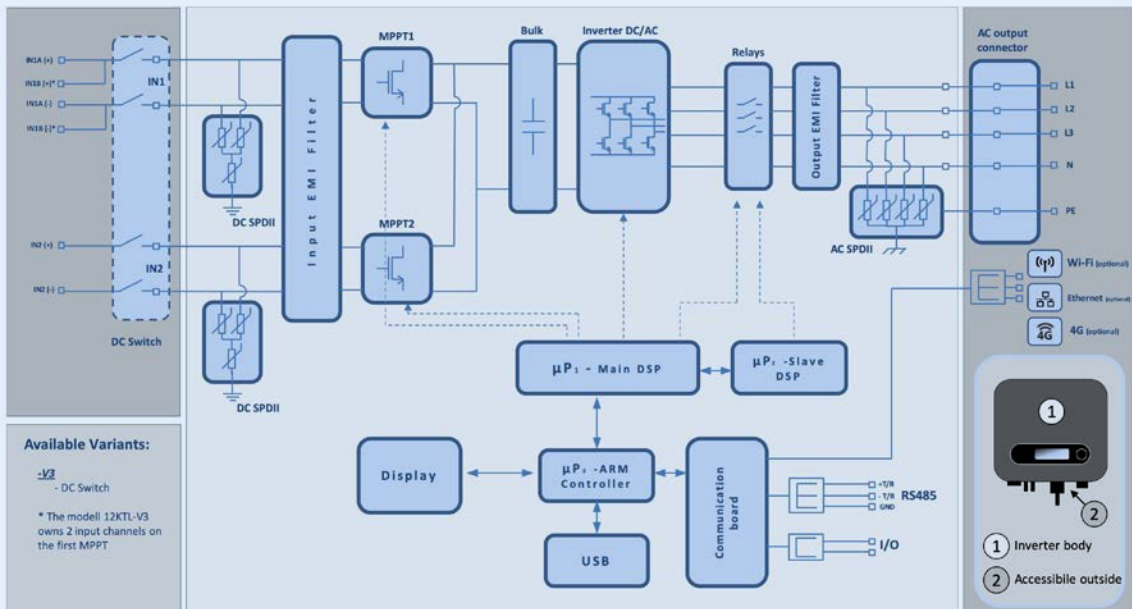 IN1A (+)
IN1B (+)*
IN1A (-)
IN1B (-)*
IN1
IN2 (+)
IN2 (-)
IN2
DC Switch
DC SPDII
DC SPDII
Input EMI Filter
MPPT1
MPPT2
Bulk
Inverter DC/AC
Relays
Output EMI Filter
AC SPDII
AC output
connector
L1
L2
L3
N
PE
Wi-Fi (optional)
Ethernet (optional)
4G
4G (optional)
µP₁ - Main DSP
µP₂ -Slave
DSP
Display
µP₃ -ARM
Controller
USB
Communication
board
+T/R
- T/R
GND
RS485
I/O
Available Variants:
-V3
- DC Switch
* The modell 12KTL-V3
owns 2 input channels on
the first MPPT
1
2
1 Inverter body
2 Accessibile outside